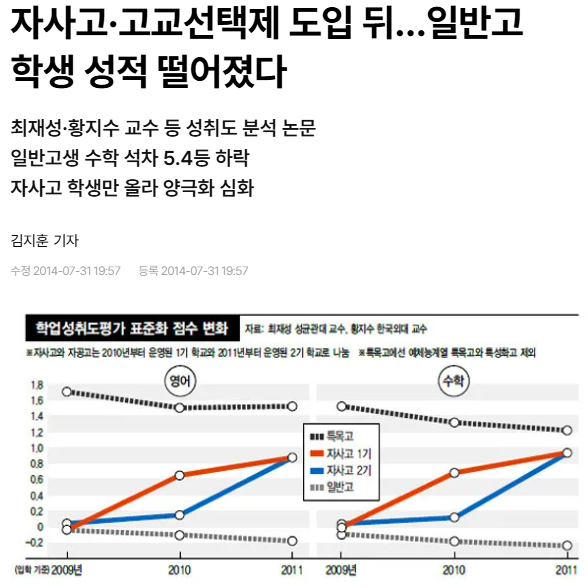 자사고·고교선택제 도입 뒤…일반고
학생 성적 떨어졌다
최재성·황지수 교수 등 성취도 분석 논문
일반고생 수학 석차 5.4등 하락
자사고 학생만 올라 양극화 심화
김지훈 기자
수정 2014-07-31 19:57 등록 2014-07-31 19:57
학업성취도평가 표준화 점수 변화 자료: 최재성 성균관대 교수, 황지수 한국외대 교수
※자사고와 자공고는 2010년부터 운영된 1기 학교와 2011년부터 운영된 2기 학교로 나눔 ※특목고에선 예체능계열 특목고와 특성화고 제외
영어
수학
1.8
1.6
1.4
1.2
1.0
0.8
0.6
0.4
0.2
0
-0.2
특목고
자사고 1기
자사고 2기
일반고
(입학 기준) 2009년 2010 2011
2009년 2010 2011